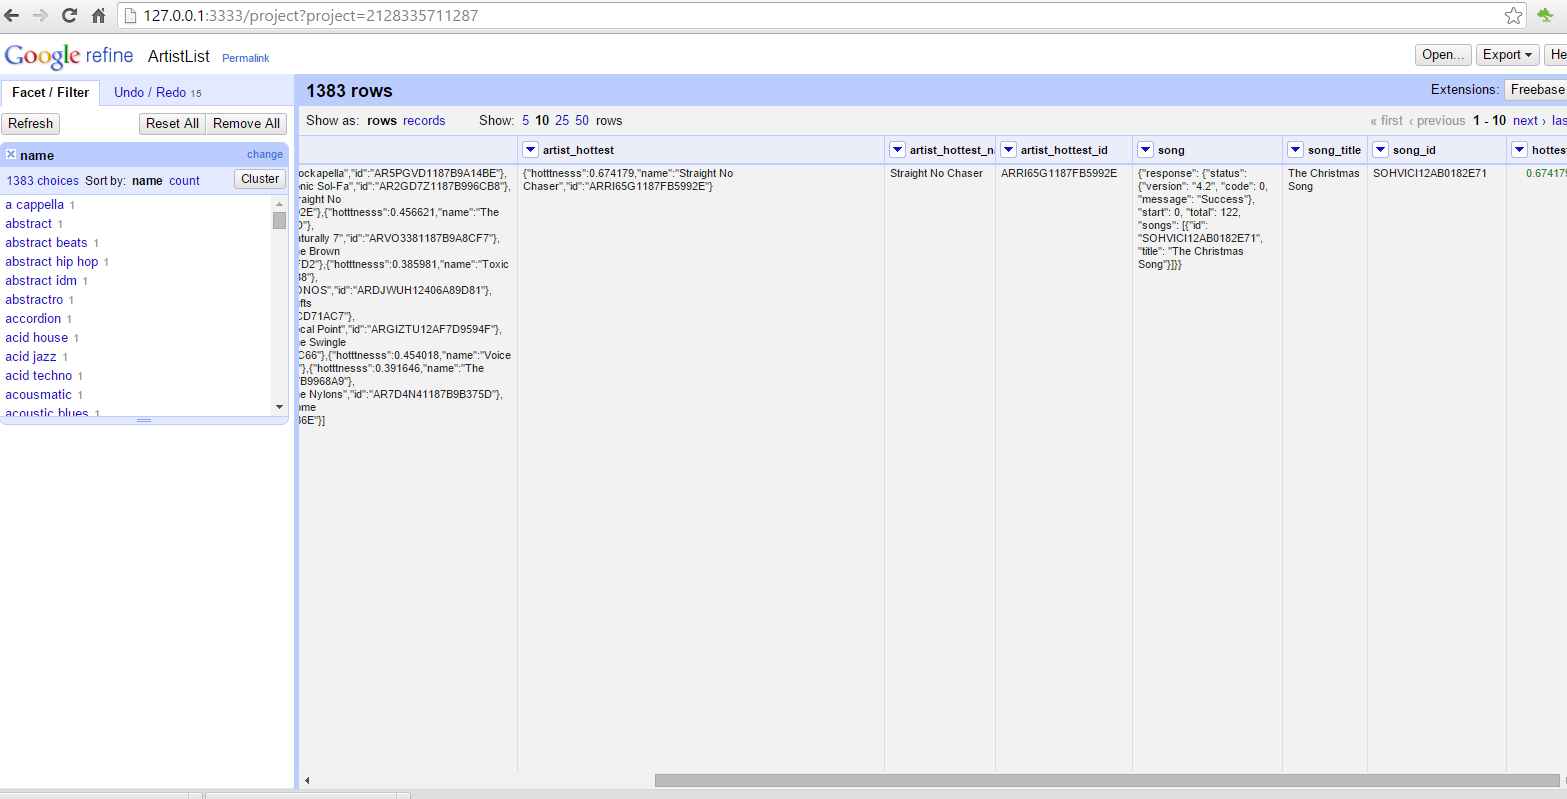 127.0.0.1:3333/project?project=2128335711287
Google refine ArtistList Permalink
Open... Export
Facet / Filter Undo / Redo 15
1383 rows
Extensions: Freebase
Refresh Reset All Remove All
Show as: rows records Show: 5 10 25 50 rows
« first ‹ previous 1 - 10 next ›
name change
1383 choices Sort by: name count Cluster
a cappella 1
abstract 1
abstract beats 1
abstract hip hop 1
abstract idm 1
abstractro 1
accordion 1
acid house 1
acid jazz 1
acid techno 1
acousmatic 1
acoustic blues 1
artist_hottest artist_hottest_na artist_hottest_id song song_title song_id hottest
ockapella","id":"AR5PGVD1187B9A14BE"},
onic Sol-Fa","id":"AR2GD7Z1187B996CB8"},
raight No
02E"},{"hotttnesss":0.456621,"name":"The
0"},
aturally 7","id":"ARVO3381187B9A8CF7"},
e Brown
FD2"},{"hotttnesss":0.385981,"name":"Toxic
38"},
ONOS","id":"ARDJWUH12406A89D81"},
ufts
CD71AC7"},
ocal Point","id":"ARGIZTU12AF7D9594F"},
e Swingle
C66"},{"hotttnesss":0.454018,"name":"Voice
"},{"hotttnesss":0.391646,"name":"The
7B9968A9"},
e Nylons","id":"AR7D4N41187B9B375D"},
ome
36E"}]
{"hotttnesss":0.674179,"name":"Straight No
Chaser","id":"ARRI65G1187FB5992E"}
Straight No Chaser
ARRI65G1187FB5992E
{"response": {"status":
{"version": "4.2", "code": 0,
"message": "Success"},
"start": 0, "total": 122,
"songs": [{"id":
"SOHVICI12AB0182E71",
"title": "The Christmas
Song"}]}}
The Christmas
Song
SOHVICI12AB0182E71
0.674179